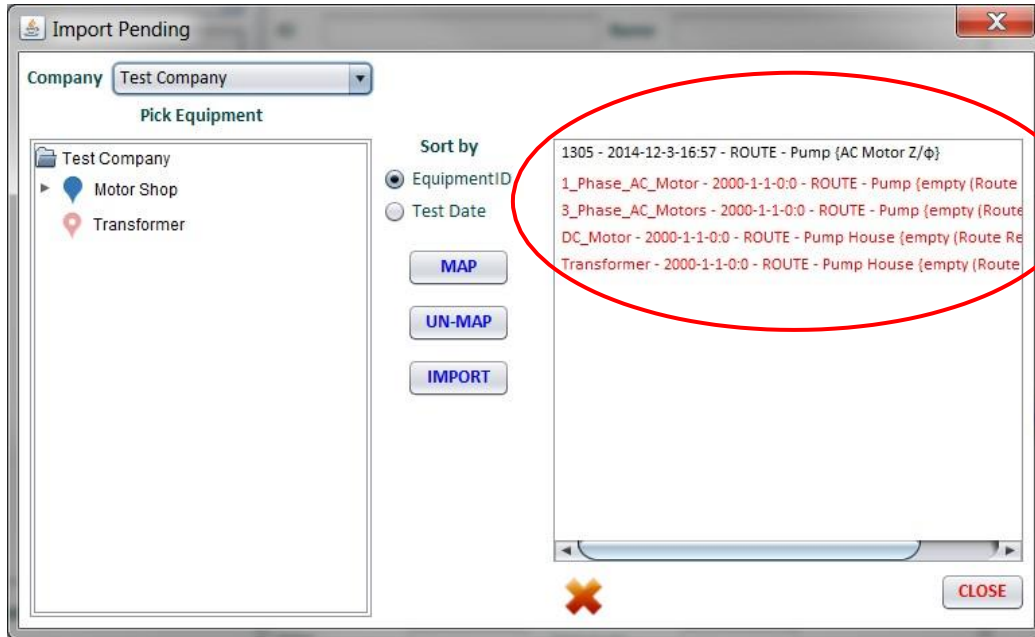 Import Pending
Company Test Company
Pick Equipment
Test Company
Motor Shop
Transformer
Sort by
EquipmentID
Test Date
MAP
UN-MAP
IMPORT
1305 - 2014-12-3-16:57 - ROUTE - Pump {AC Motor Z/ϕ}
1_Phase_AC_Motor - 2000-1-1-0:0 - ROUTE - Pump {empty (Route
3_Phase_AC_Motors - 2000-1-1-0:0 - ROUTE - Pump {empty (Route
DC_Motor - 2000-1-1-0:0 - ROUTE - Pump House {empty (Route Re
Transformer - 2000-1-1-0:0 - ROUTE - Pump House {empty (Route
CLOSE